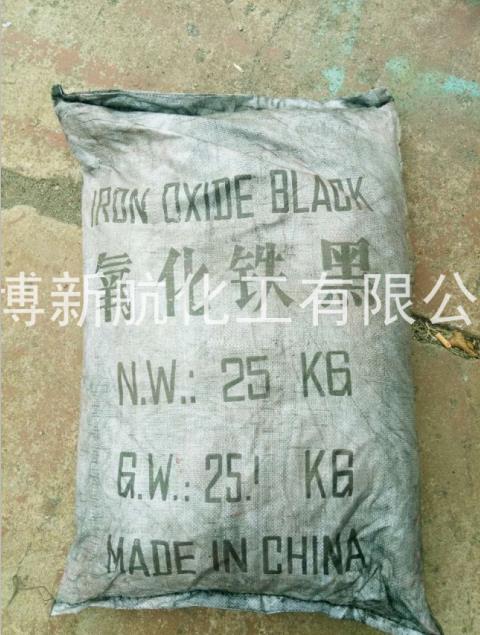 IRON OXIDE BLACK
氧化铁黑
博新航化工有限公
N.W.: 25 KG
G.W.: 25.1 KG
MADE IN CHINA